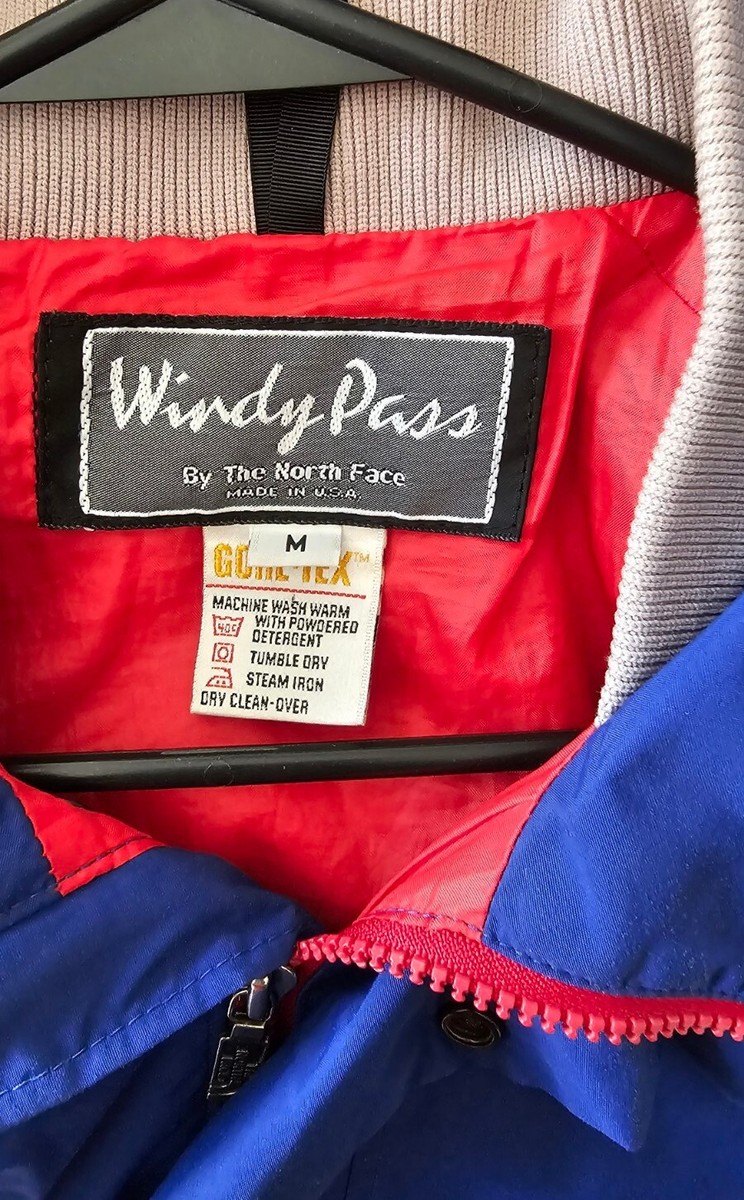 Windy Pass
By The North Face
MADE IN U.S.A.
M
GORE-TEX™
MACHINE WASH WARM
40C WITH POWDERED
DETERGENT
TUMBLE DRY
STEAM IRON
DRY CLEAN-OVER